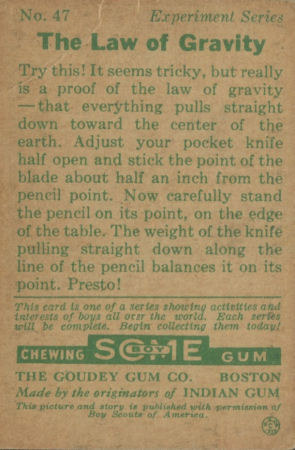 No. 47 Experiment Series
The Law of Gravity
Try this! It seems tricky, but really
is a proof of the law of gravity
—that everything pulls straight
down toward the center of the
earth. Adjust your pocket knife
half open and stick the point of the
blade about half an inch from the
pencil point. Now carefully stand
the pencil on its point, on the edge
of the table. The weight of the knife
pulling straight down along the
line of the pencil balances it on its
point. Presto!
This card is one of a series showing activities and
interests of boys all over the world. Each series
will be complete. Begin collecting them today!
CHEWING SOME BOY GUM
THE GOUDEY GUM CO. BOSTON
Made by the originators of INDIAN GUM
This picture and story is published with permission of
Boy Scouts of America.